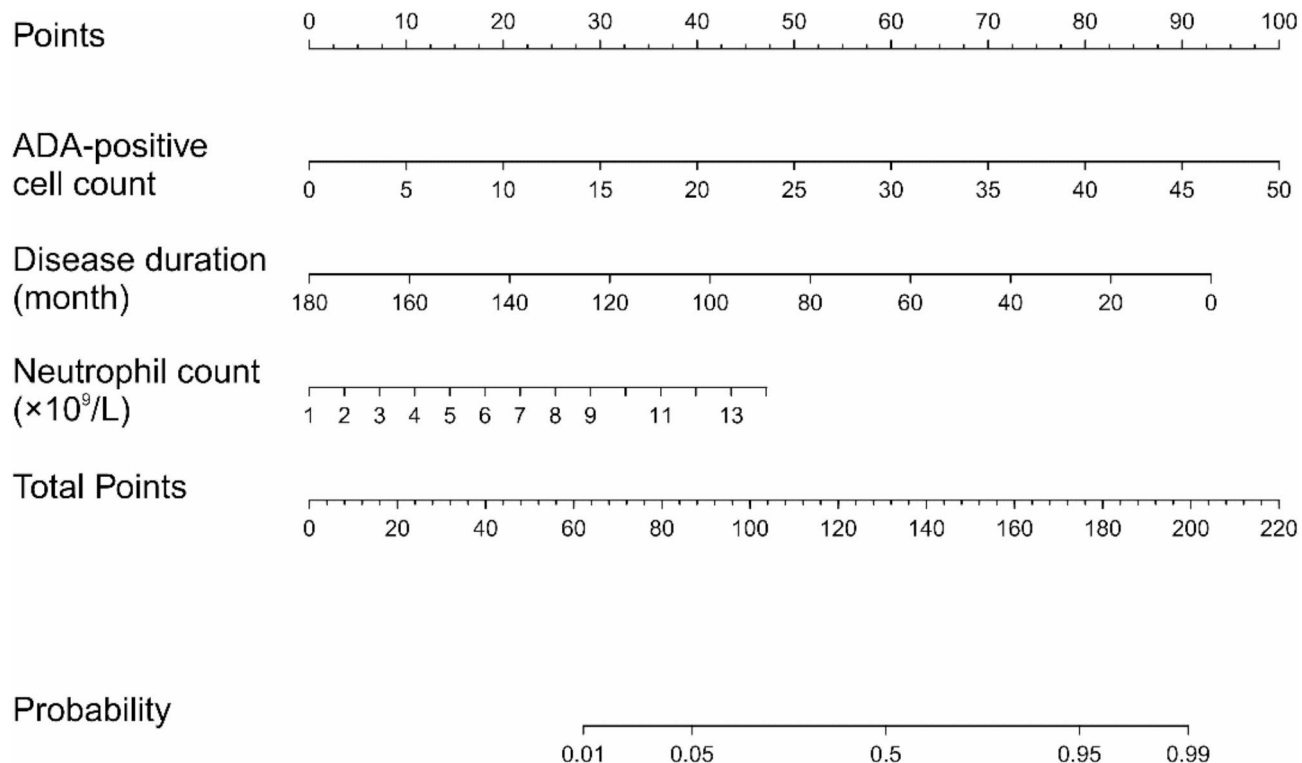 Points
0 10 20 30 40 50 60 70 80 90 100
ADA-positive
cell count
0 5 10 15 20 25 30 35 40 45 50
Disease duration
(month)
180 160 140 120 100 80 60 40 20 0
Neutrophil count
(×10⁹/L)
1 2 3 4 5 6 7 8 9 11 13
Total Points
0 20 40 60 80 100 120 140 160 180 200 220
Probability
0.01 0.05 0.5 0.95 0.99